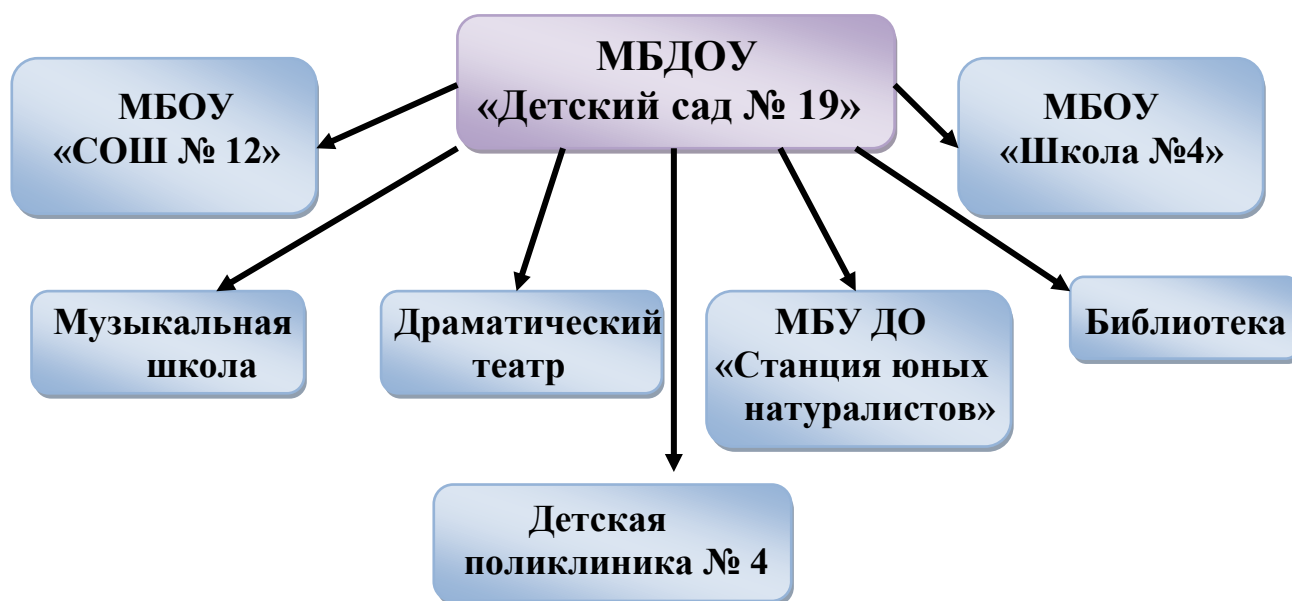 МБДОУ
«Детский сад № 19»
МБОУ
«СОШ № 12»
МБОУ
«Школа №4»
Музыкальная
школа
Драматический
театр
МБУ ДО
«Станция юных
натуралистов»
Библиотека
Детская
поликлиника № 4